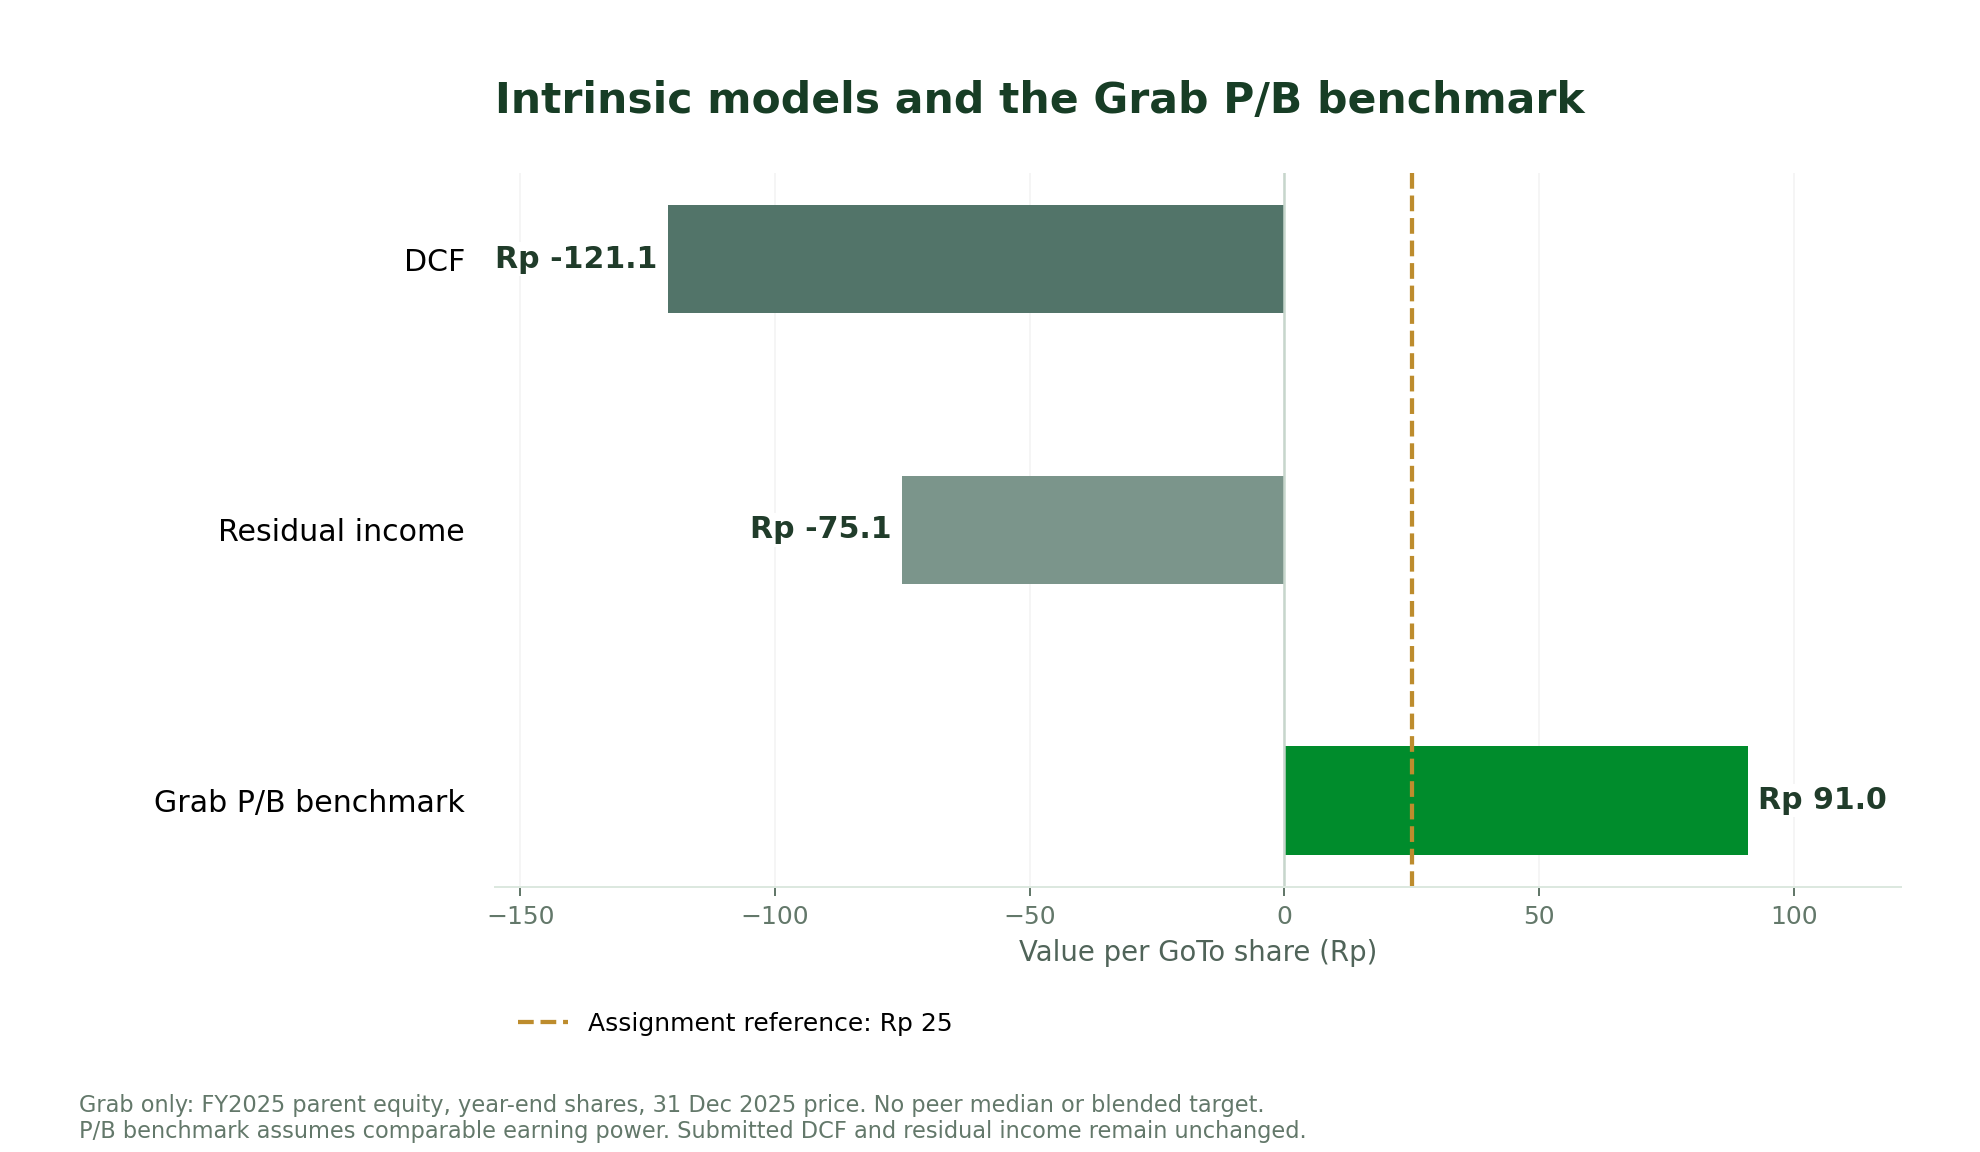 Intrinsic models and the Grab P/B benchmark
DCF
Rp -121.1
Residual income
Rp -75.1
Grab P/B benchmark
Rp 91.0
−150 −100 −50 0 50 100
Value per GoTo share (Rp)
Assignment reference: Rp 25
Grab only: FY2025 parent equity, year-end shares, 31 Dec 2025 price. No peer median or blended target.
P/B benchmark assumes comparable earning power. Submitted DCF and residual income remain unchanged.